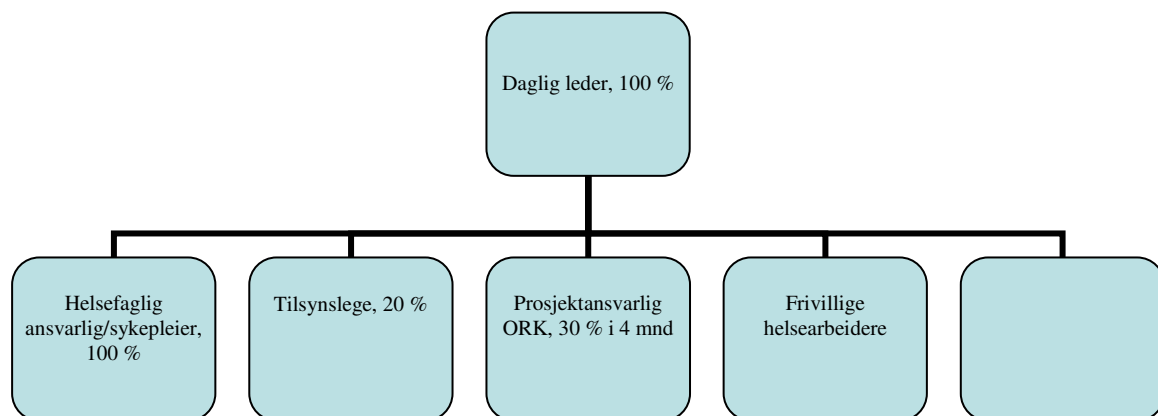 Daglig leder, 100 %
Helsefaglig
ansvarlig/sykepleier,
100 %
Tilsynslege, 20 %
Prosjektansvarlig
ORK, 30 % i 4 mnd
Frivillige
helsearbeidere